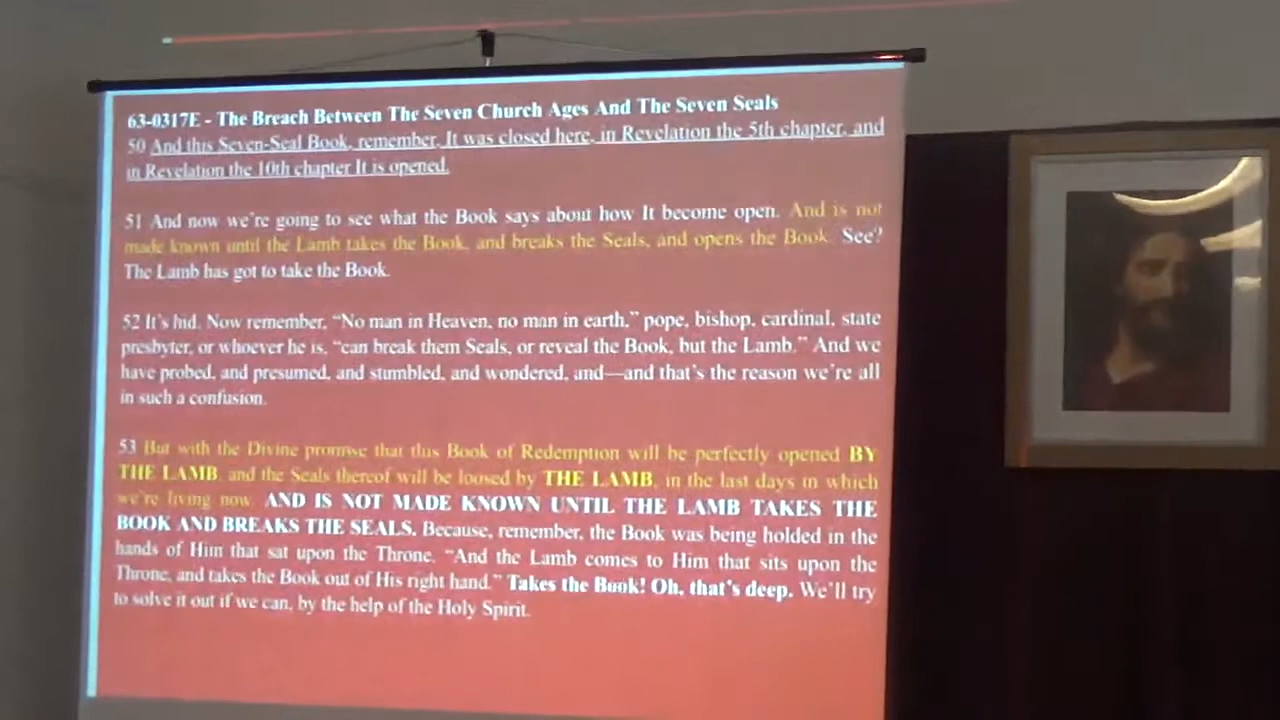 63-0317E - The Breach Between The Seven Church Ages And The Seven Seals
50 And this Seven-Seal Book, remember, It was closed here, in Revelation the 5th chapter, and
in Revelation the 10th chapter It is opened.
51 And now we're going to see what the Book says about how It become open. And is not
made known until the Lamb takes the Book, and breaks the Seals, and opens the Book. See?
The Lamb has got to take the Book.
52 It's hid. Now remember, “No man in Heaven, no man in earth,” pope, bishop, cardinal, state
presbyter, or whoever he is, “can break them Seals, or reveal the Book, but the Lamb.” And we
have probed, and presumed, and stumbled, and wondered, and—and that's the reason we're all
in such a confusion.
53 But with the Divine promise that this Book of Redemption will be perfectly opened BY
THE LAMB, and the Seals thereof will be loosed by THE LAMB, in the last days in which
we're living now. AND IS NOT MADE KNOWN UNTIL THE LAMB TAKES THE
BOOK AND BREAKS THE SEALS. Because, remember, the Book was being holded in the
hands of Him that sat upon the Throne. “And the Lamb comes to Him that sits upon the
Throne, and takes the Book out of His right hand.” Takes the Book! Oh, that's deep. We'll try
to solve it out if we can, by the help of the Holy Spirit.